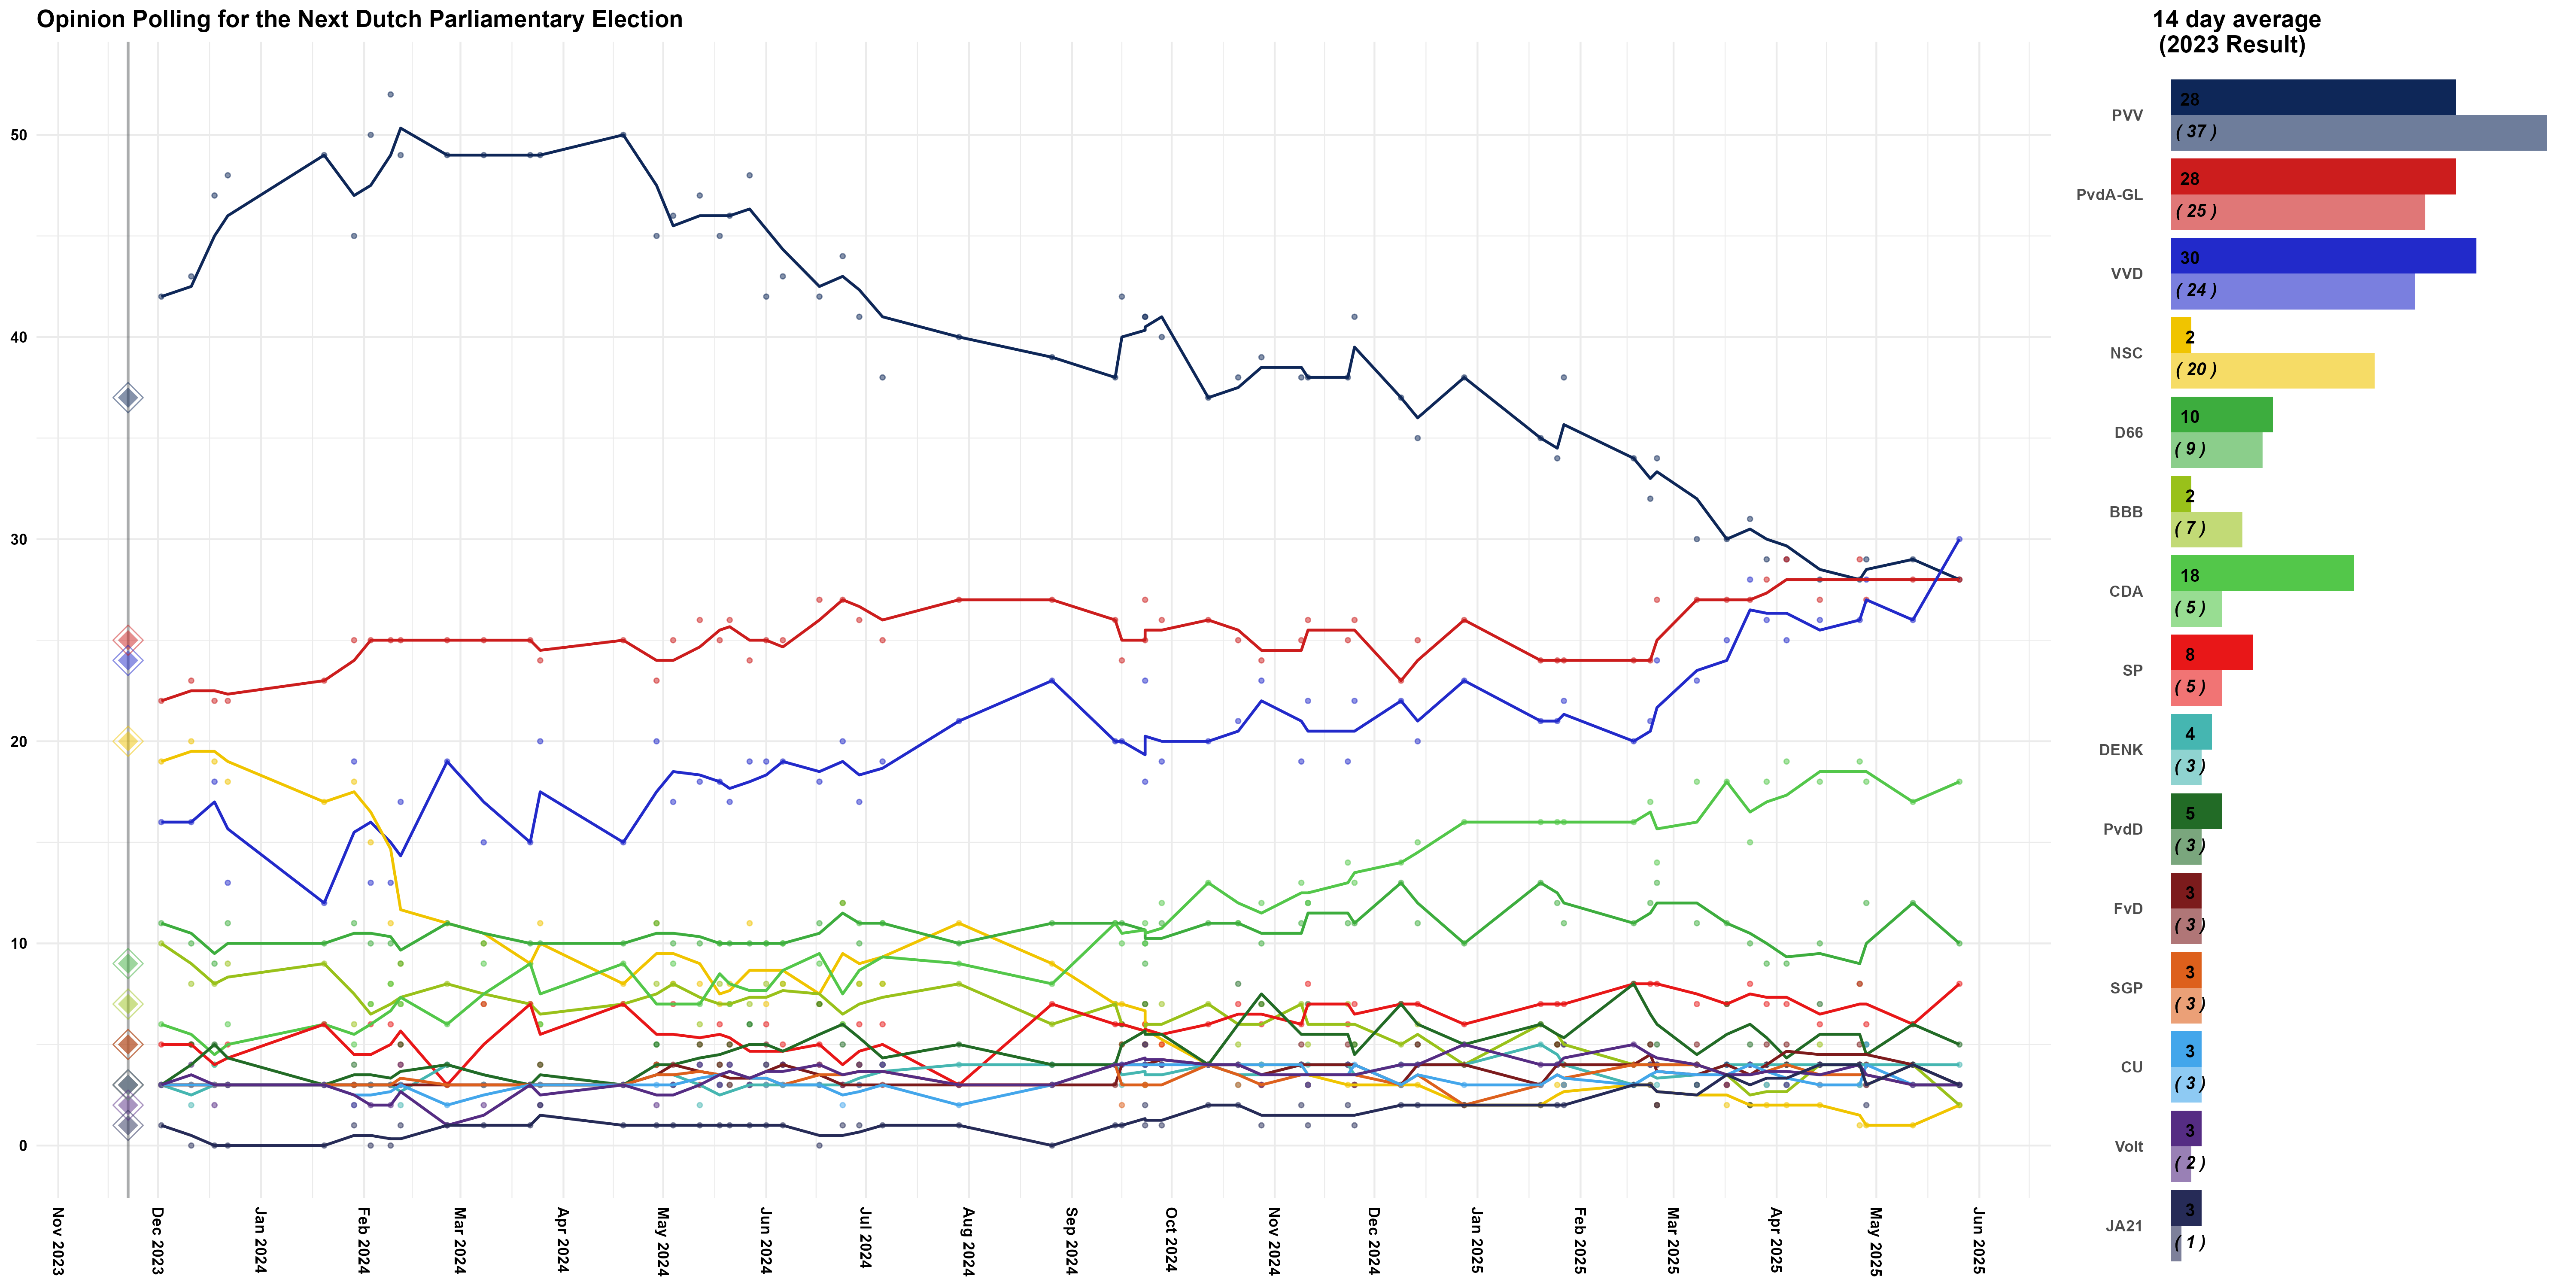 Opinion Polling for the Next Dutch Parliamentary Election
14 day average
(2023 Result)
50
40
30
20
10
0
Nov 2023
Dec 2023
Jan 2024
Feb 2024
Mar 2024
Apr 2024
May 2024
Jun 2024
Jul 2024
Aug 2024
Sep 2024
Oct 2024
Nov 2024
Dec 2024
Jan 2025
Feb 2025
Mar 2025
Apr 2025
May 2025
Jun 2025
PVV
28
( 37 )
PvdA-GL
28
( 25 )
VVD
30
( 24 )
NSC
2
( 20 )
D66
10
( 9 )
BBB
2
( 7 )
CDA
18
( 5 )
SP
8
( 5 )
DENK
4
( 3 )
PvdD
5
( 3 )
FvD
3
( 3 )
SGP
3
( 3 )
CU
3
( 3 )
Volt
3
( 2 )
JA21
3
( 1 )